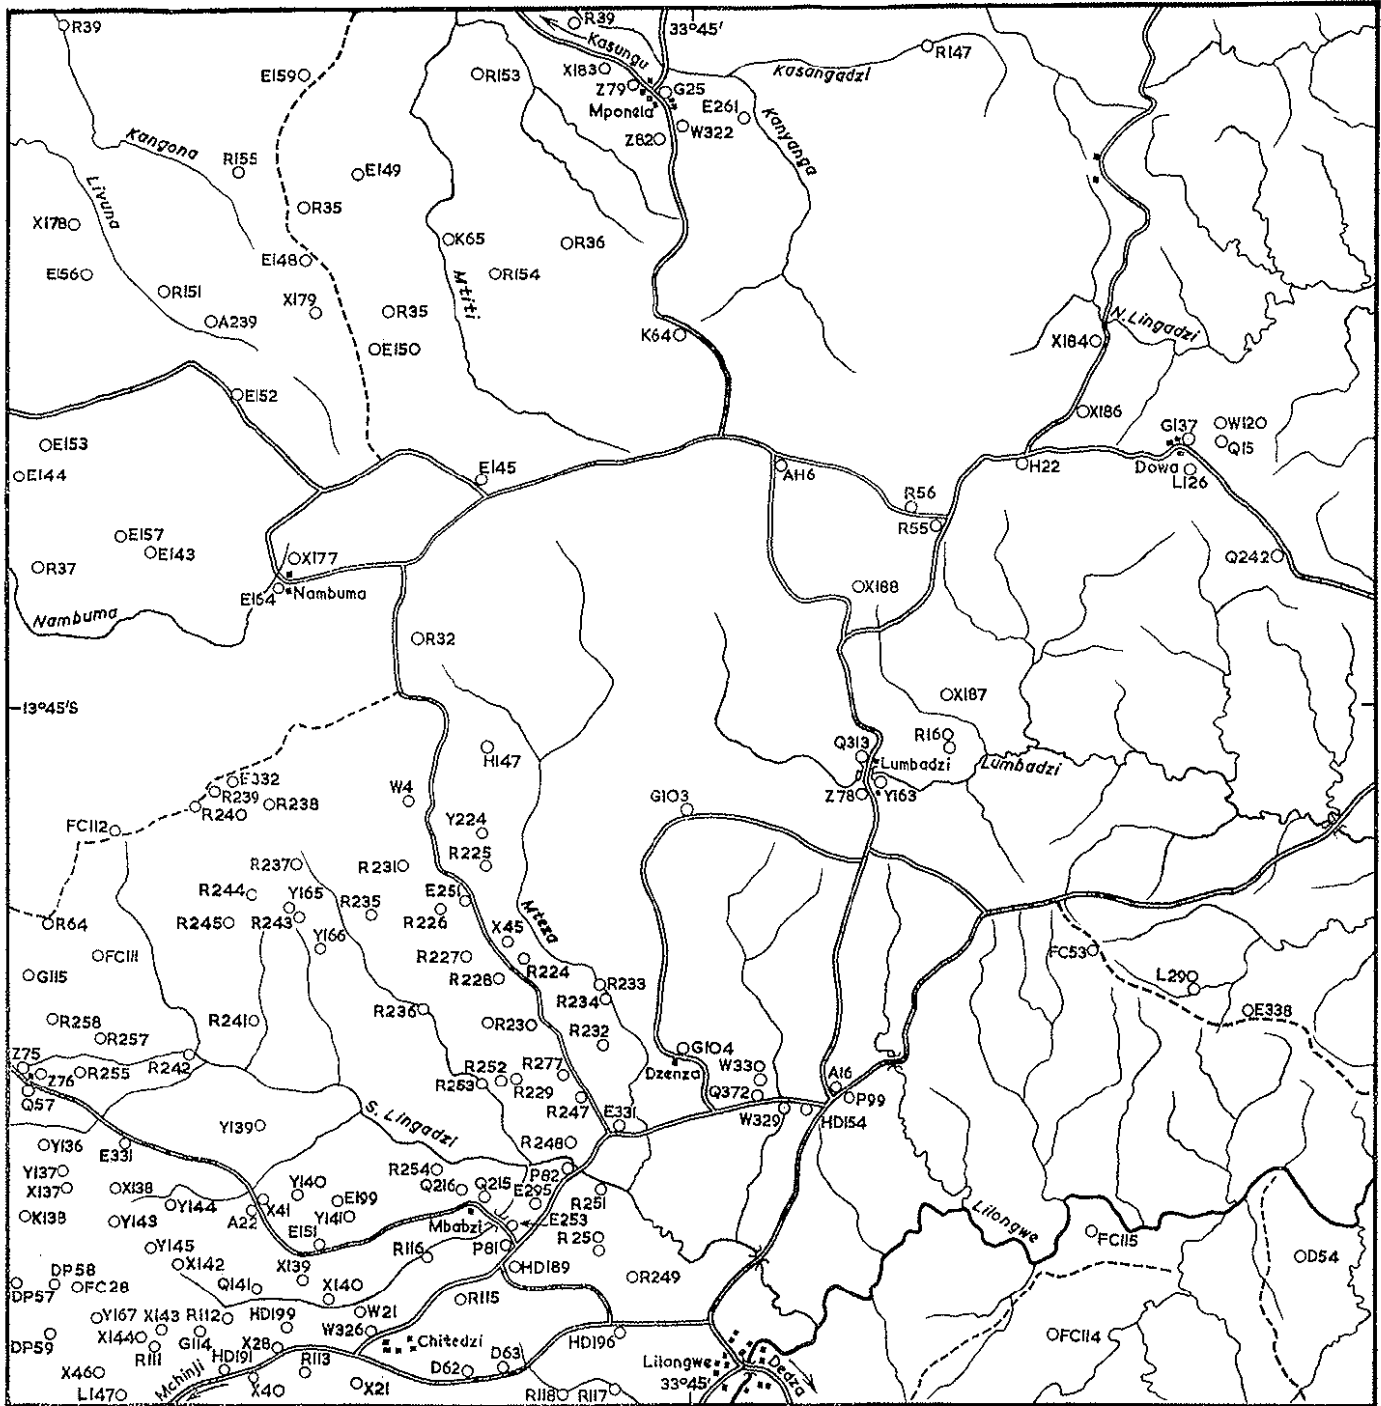 R39
R39
33°45'
R147
E159
R153
X183
Kasungu
Kasangadzi
Z79
G25
Mponela
E261
Kanyanga
W322
Z82
Kangona
R155
E149
Livuna
R35
X178
K65
R36
E148
E156
R154
R151
X179
Mtiti
A239
R35
K64
N.Lingadzi
X184
E150
E152
X186
G137
W120
E153
Q15
E144
E145
AH6
H22
Dowa
L126
R56
R55
E157
E143
X177
Q242
R37
E164
Nambuma
X188
Nambuma
R32
13°45'S
X187
R16
H147
Q313
Lumbadzi
Lumbadzi
E332
R239
W4
Z78
Y163
R240
R238
G103
FC112
Y224
R237
R231
R225
R244
Y165
R235
E251
R64
R245
R243
R226
Y166
X45
Mteza
FC111
R227
R224
FC53
G115
R228
R233
L29
R234
R236
R258
R241
R230
R232
E338
R257
G104
Z75
R242
W33
Z76
R255
R252
R277
Dzenza
A16
R253
R229
Q57
R247
Q372
P99
W329
HD154
Y139
S. Lingadzi
E331
Y136
E331
R248
Y137
R254
P82
X137
X138
Y140
Q216
Q215
E199
E295
R251
Y144
X41
Lilongwe
K138
Y143
A22
Y141
Mbabzi
E253
E151
R25
FC115
Y145
R116
P81
D54
X142
X139
HD189
R249
DP58
DP57
FC28
Q141
X140
R115
Y167
X143
R112
HD199
W21
W326
Chitedzi
HD196
FC114
DP59
X144
G114
X28
R111
HD191
R113
D62
D63
Lilongwe
Dedza
X46
Mchinji
X40
X21
33°45'
L147
R118
R117